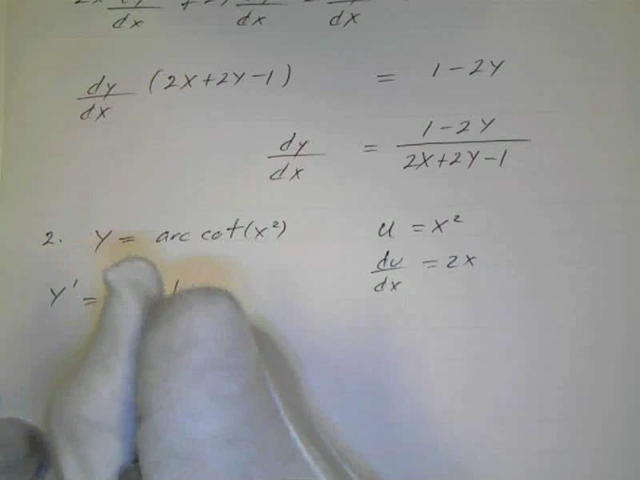 dy/dx (2x+2y-1) = 1-2y
dy/dx = (1-2y)/(2x+2y-1)
2. y = arc cot(x²) u = x²
y' = du/dx = 2x